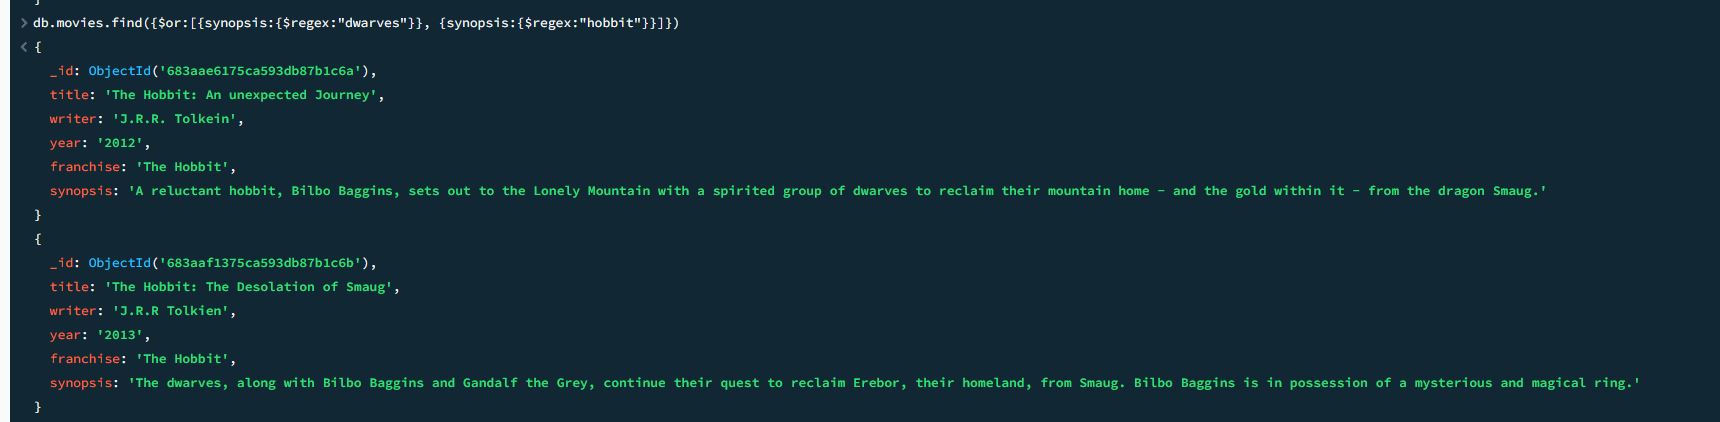 }
> db.movies.find({$or:[{synopsis:{$regex:"dwarves"}}, {synopsis:{$regex:"hobbit"}}]})
< {
_id: ObjectId('683aae6175ca593db87b1c6a'),
title: 'The Hobbit: An unexpected Journey',
writer: 'J.R.R. Tolkein',
year: '2012',
franchise: 'The Hobbit',
synopsis: 'A reluctant hobbit, Bilbo Baggins, sets out to the Lonely Mountain with a spirited group of dwarves to reclaim their mountain home - and the gold within it - from the dragon Smaug.'
}
{
_id: ObjectId('683aaf1375ca593db87b1c6b'),
title: 'The Hobbit: The Desolation of Smaug',
writer: 'J.R.R Tolkien',
year: '2013',
franchise: 'The Hobbit',
synopsis: 'The dwarves, along with Bilbo Baggins and Gandalf the Grey, continue their quest to reclaim Erebor, their homeland, from Smaug. Bilbo Baggins is in possession of a mysterious and magical ring.'
}